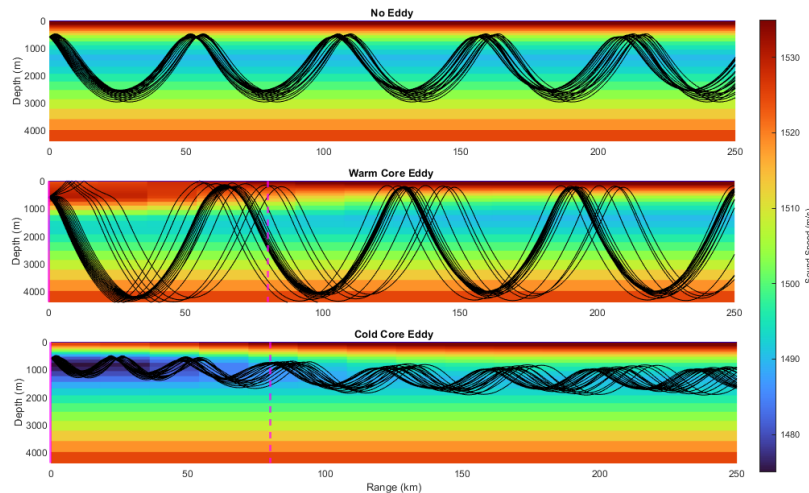 No Eddy
0
1000
2000
3000
4000
Depth (m)
0 50 100 150 200 250
Warm Core Eddy
0
1000
2000
3000
4000
Depth (m)
0 50 100 150 200 250
Cold Core Eddy
0
1000
2000
3000
4000
Depth (m)
0 50 100 150 200 250
Range (km)
1530
1520
1510
1500
1490
1480
Sound Speed (m/s)